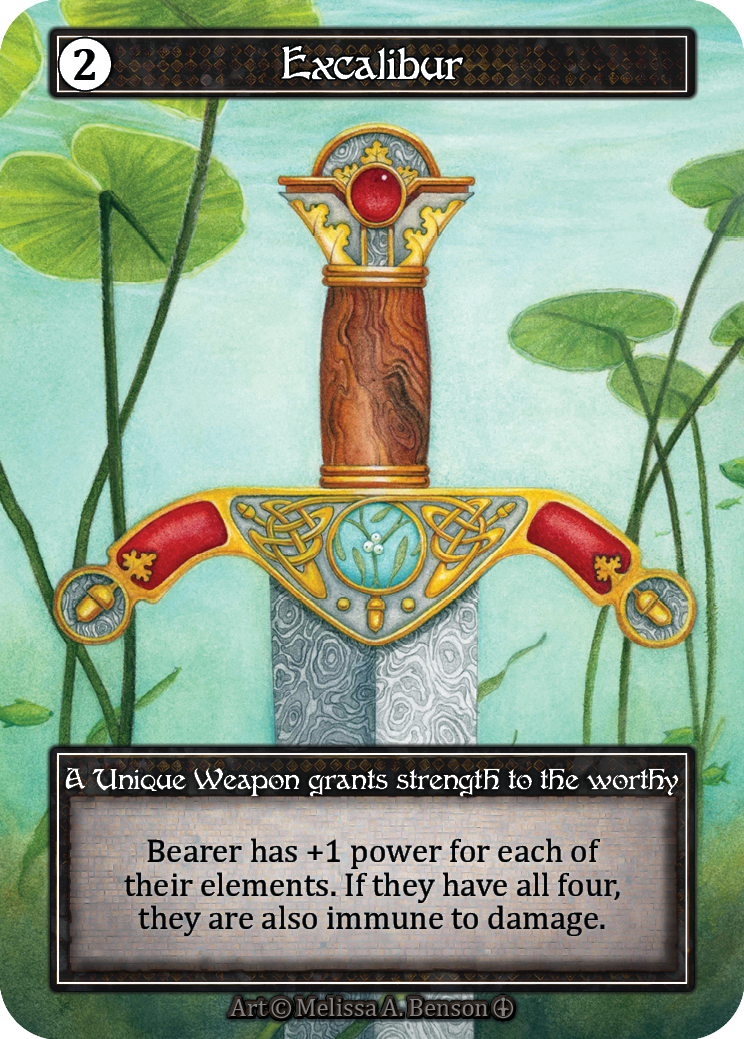 2
Excalibur
A Unique Weapon grants strength to the worthy
Bearer has +1 power for each of
their elements. If they have all four,
they are also immune to damage.
Art © Melissa A. Benson